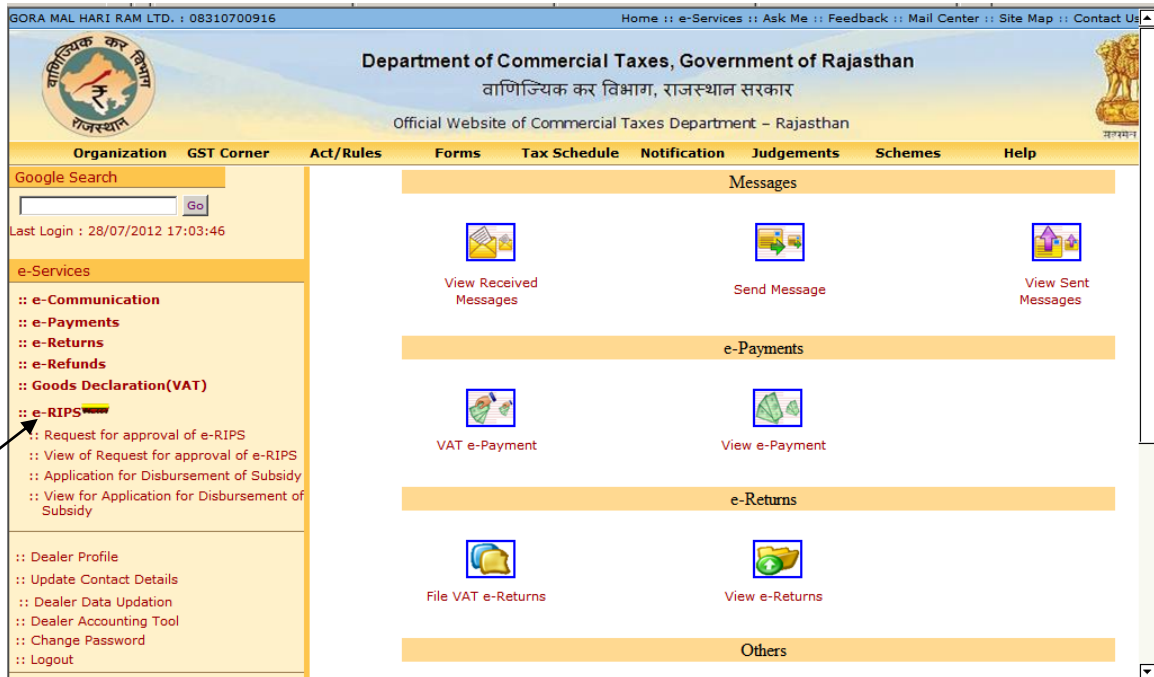 GORA MAL HARI RAM LTD. : 08310700916
Home :: e-Services :: Ask Me :: Feedback :: Mail Center :: Site Map :: Contact Us
वाणिज्यिक कर विभाग
राजस्थान
Department of Commercial Taxes, Government of Rajasthan
वाणिज्यिक कर विभाग, राजस्थान सरकार
Official Website of Commercial Taxes Department – Rajasthan
Organization GST Corner Act/Rules Forms Tax Schedule Notification Judgements Schemes Help
Google Search
Go
Last Login : 28/07/2012 17:03:46
e-Services
:: e-Communication
:: e-Payments
:: e-Returns
:: e-Refunds
:: Goods Declaration(VAT)
:: e-RIPS
:: Request for approval of e-RIPS
:: View of Request for approval of e-RIPS
:: Application for Disbursement of Subsidy
:: View for Application for Disbursement of
Subsidy
:: Dealer Profile
:: Update Contact Details
:: Dealer Data Updation
:: Dealer Accounting Tool
:: Change Password
:: Logout
Messages
View Received
Messages
Send Message
View Sent
Messages
e-Payments
VAT e-Payment
View e-Payment
e-Returns
File VAT e-Returns
View e-Returns
Others